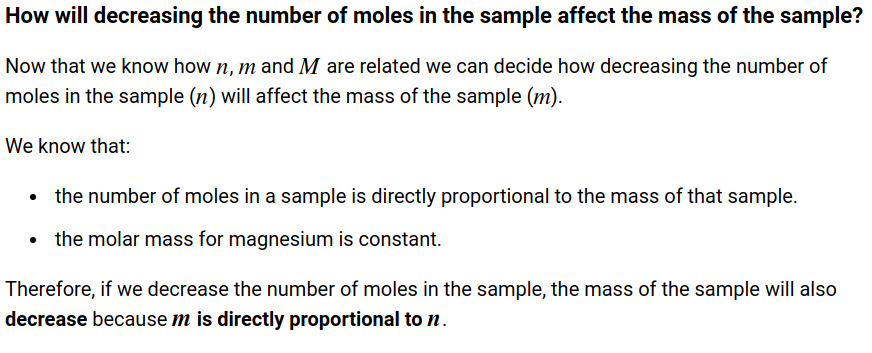 How will decreasing the number of moles in the sample affect the mass of the sample?
Now that we know how n, m and M are related we can decide how decreasing the number of
moles in the sample (n) will affect the mass of the sample (m).
We know that:
• the number of moles in a sample is directly proportional to the mass of that sample.
• the molar mass for magnesium is constant.
Therefore, if we decrease the number of moles in the sample, the mass of the sample will also
decrease because m is directly proportional to n.